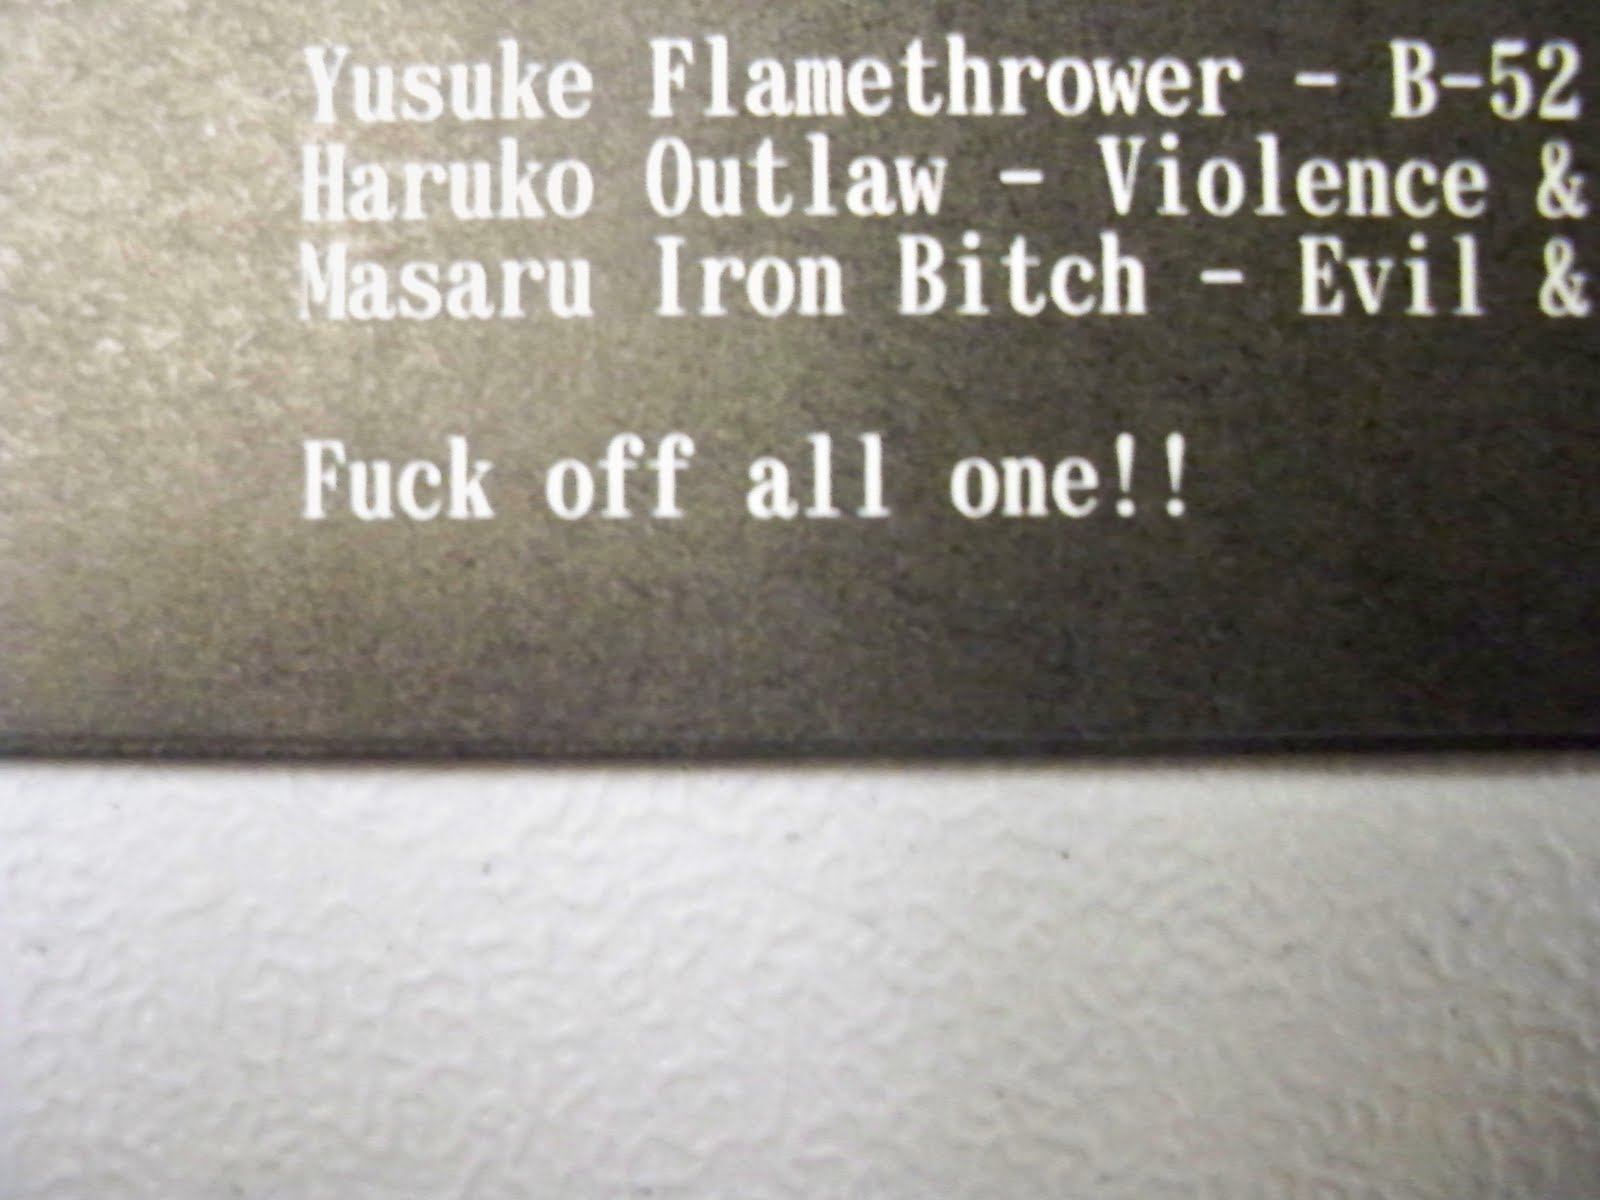 Yusuke Flamethrower - B-52
Haruko Outlaw - Violence &
Masaru Iron Bitch - Evil &
Fuck off all one!!